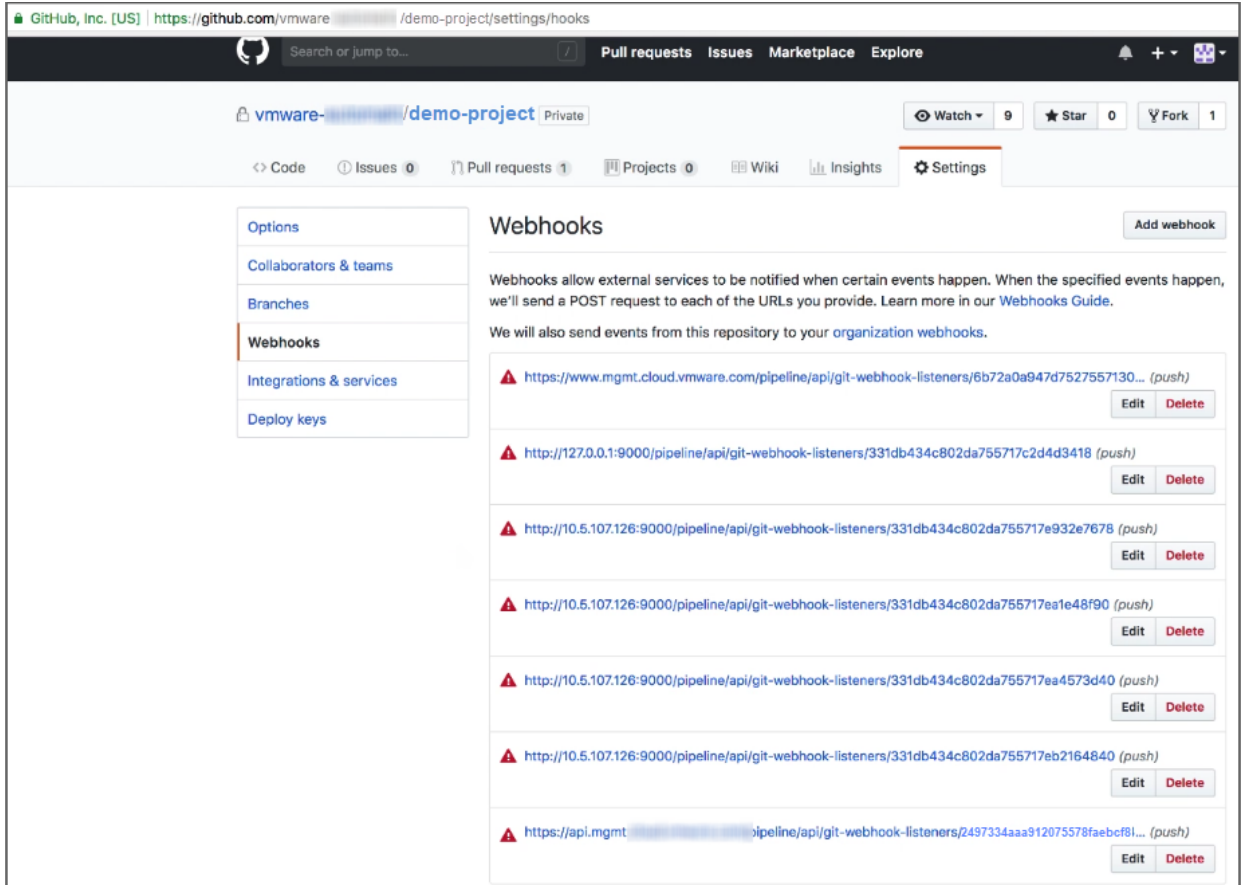 GitHub, Inc. [US] https://github.com/vmware /demo-project/settings/hooks
Search or jump to... / Pull requests Issues Marketplace Explore
vmware- /demo-project Private Watch 9 Star 0 Fork 1
<> Code Issues 0 Pull requests 1 Projects 0 Wiki Insights Settings
Options
Collaborators & teams
Branches
Webhooks
Integrations & services
Deploy keys
Webhooks Add webhook
Webhooks allow external services to be notified when certain events happen. When the specified events happen,
we'll send a POST request to each of the URLs you provide. Learn more in our Webhooks Guide.
We will also send events from this repository to your organization webhooks.
https://www.mgmt.cloud.vmware.com/pipeline/api/git-webhook-listeners/6b72a0a947d7527557130... (push)
Edit Delete
http://127.0.0.1:9000/pipeline/api/git-webhook-listeners/331db434c802da755717c2d4d3418 (push)
Edit Delete
http://10.5.107.126:9000/pipeline/api/git-webhook-listeners/331db434c802da755717e932e7678 (push)
Edit Delete
http://10.5.107.126:9000/pipeline/api/git-webhook-listeners/331db434c802da755717ea1e48f90 (push)
Edit Delete
http://10.5.107.126:9000/pipeline/api/git-webhook-listeners/331db434c802da755717ea4573d40 (push)
Edit Delete
http://10.5.107.126:9000/pipeline/api/git-webhook-listeners/331db434c802da755717eb2164840 (push)
Edit Delete
https://api.mgmt ipeline/api/git-webhook-listeners/2497334aaa912075578faebcf8... (push)
Edit Delete